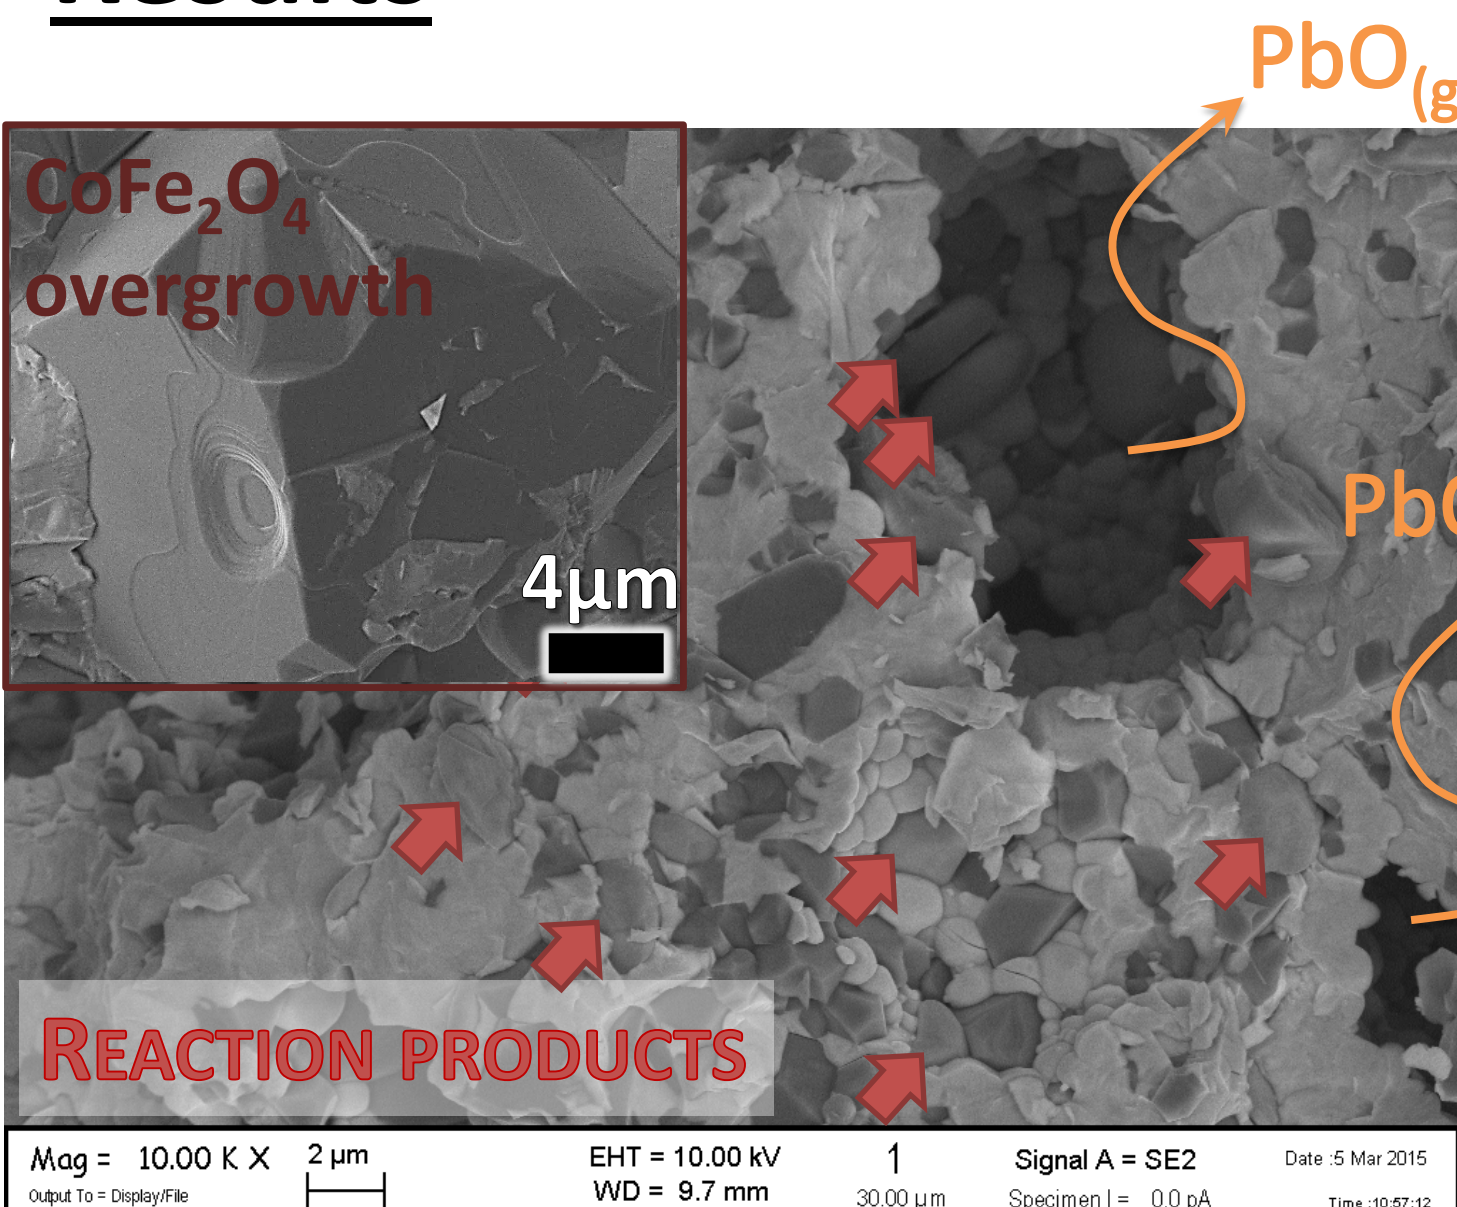 Results
PbO(g
CoFe₂O₄
overgrowth
PbO
4µm
REACTION PRODUCTS
Mag = 10.00 K X 2 µm EHT = 10.00 kV 1 Signal A = SE2 Date :5 Mar 2015
Output To = Display/File WD = 9.7 mm 30.00 µm Specimen I = 0.0 pA Time :10:57:12